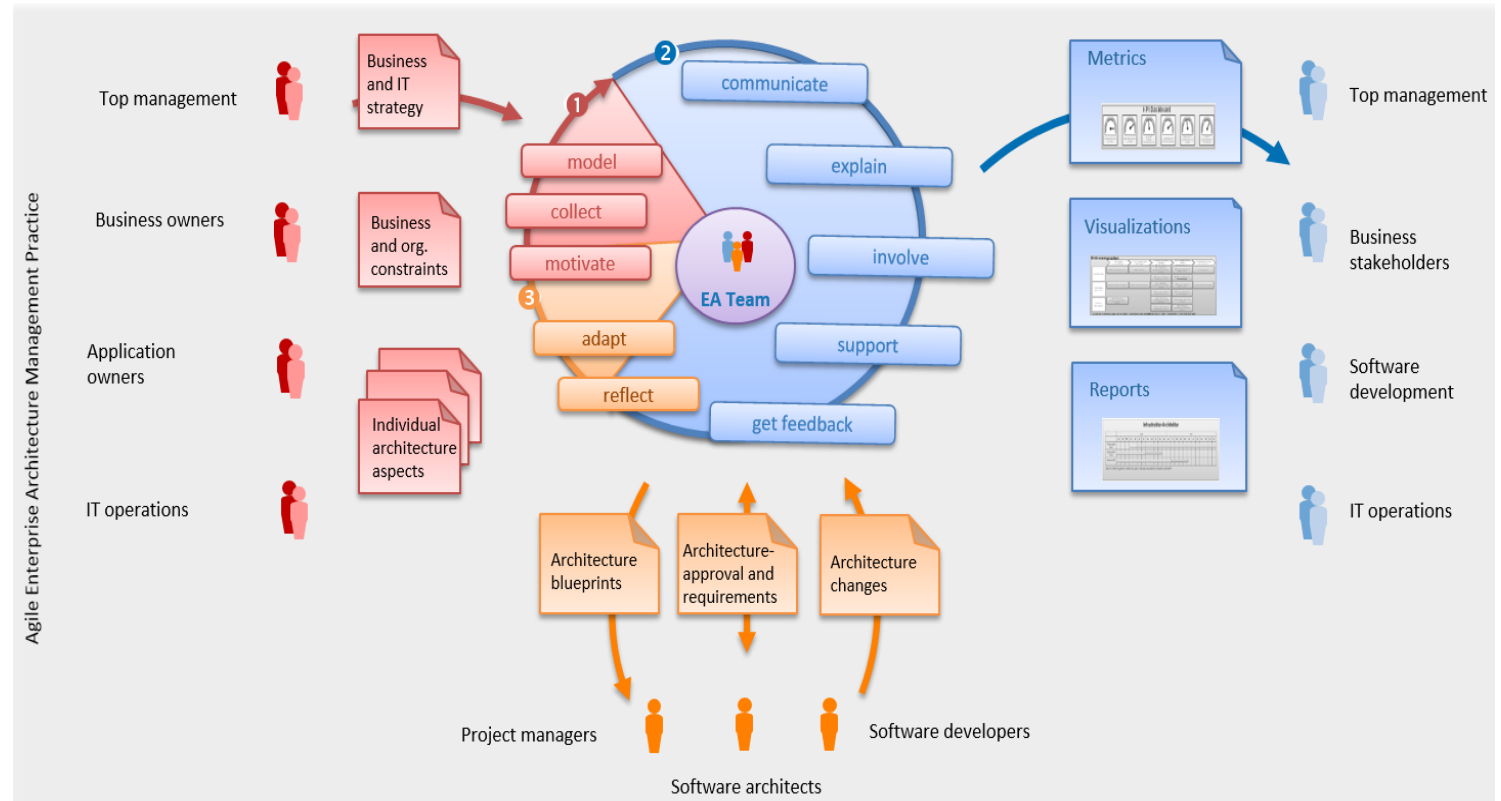 Agile Enterprise Architecture Management Practice
Top management
Business owners
Application
owners
IT operations
Business
and IT
strategy
Business
and org.
constraints
Individual
architecture
aspects
1
2
3
model
collect
motivate
adapt
reflect
communicate
explain
involve
support
get feedback
EA Team
Metrics
Visualizations
Reports
Top management
Business
stakeholders
Software
development
IT operations
Architecture
blueprints
Architecture-
approval and
requirements
Architecture
changes
Project managers
Software architects
Software developers